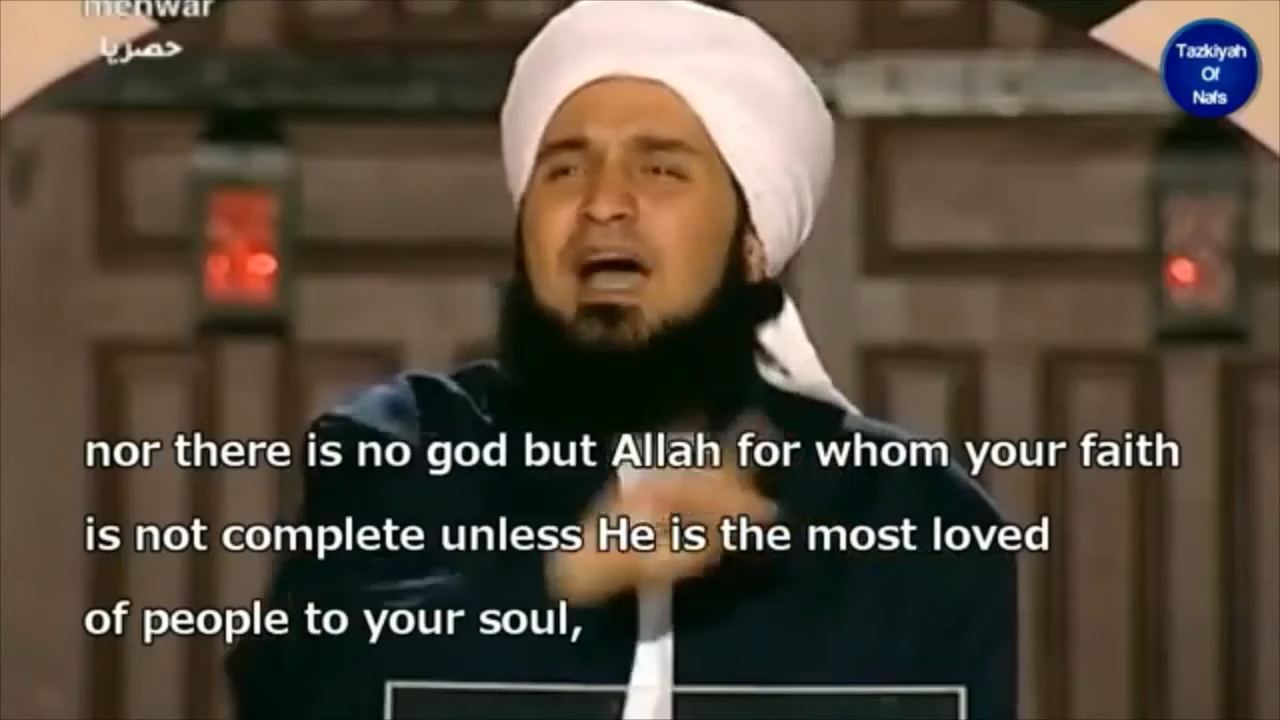 menwar
حصريا
Tazkiyah
Of
Nafs
nor there is no god but Allah for whom your faith
is not complete unless He is the most loved
of people to your soul,